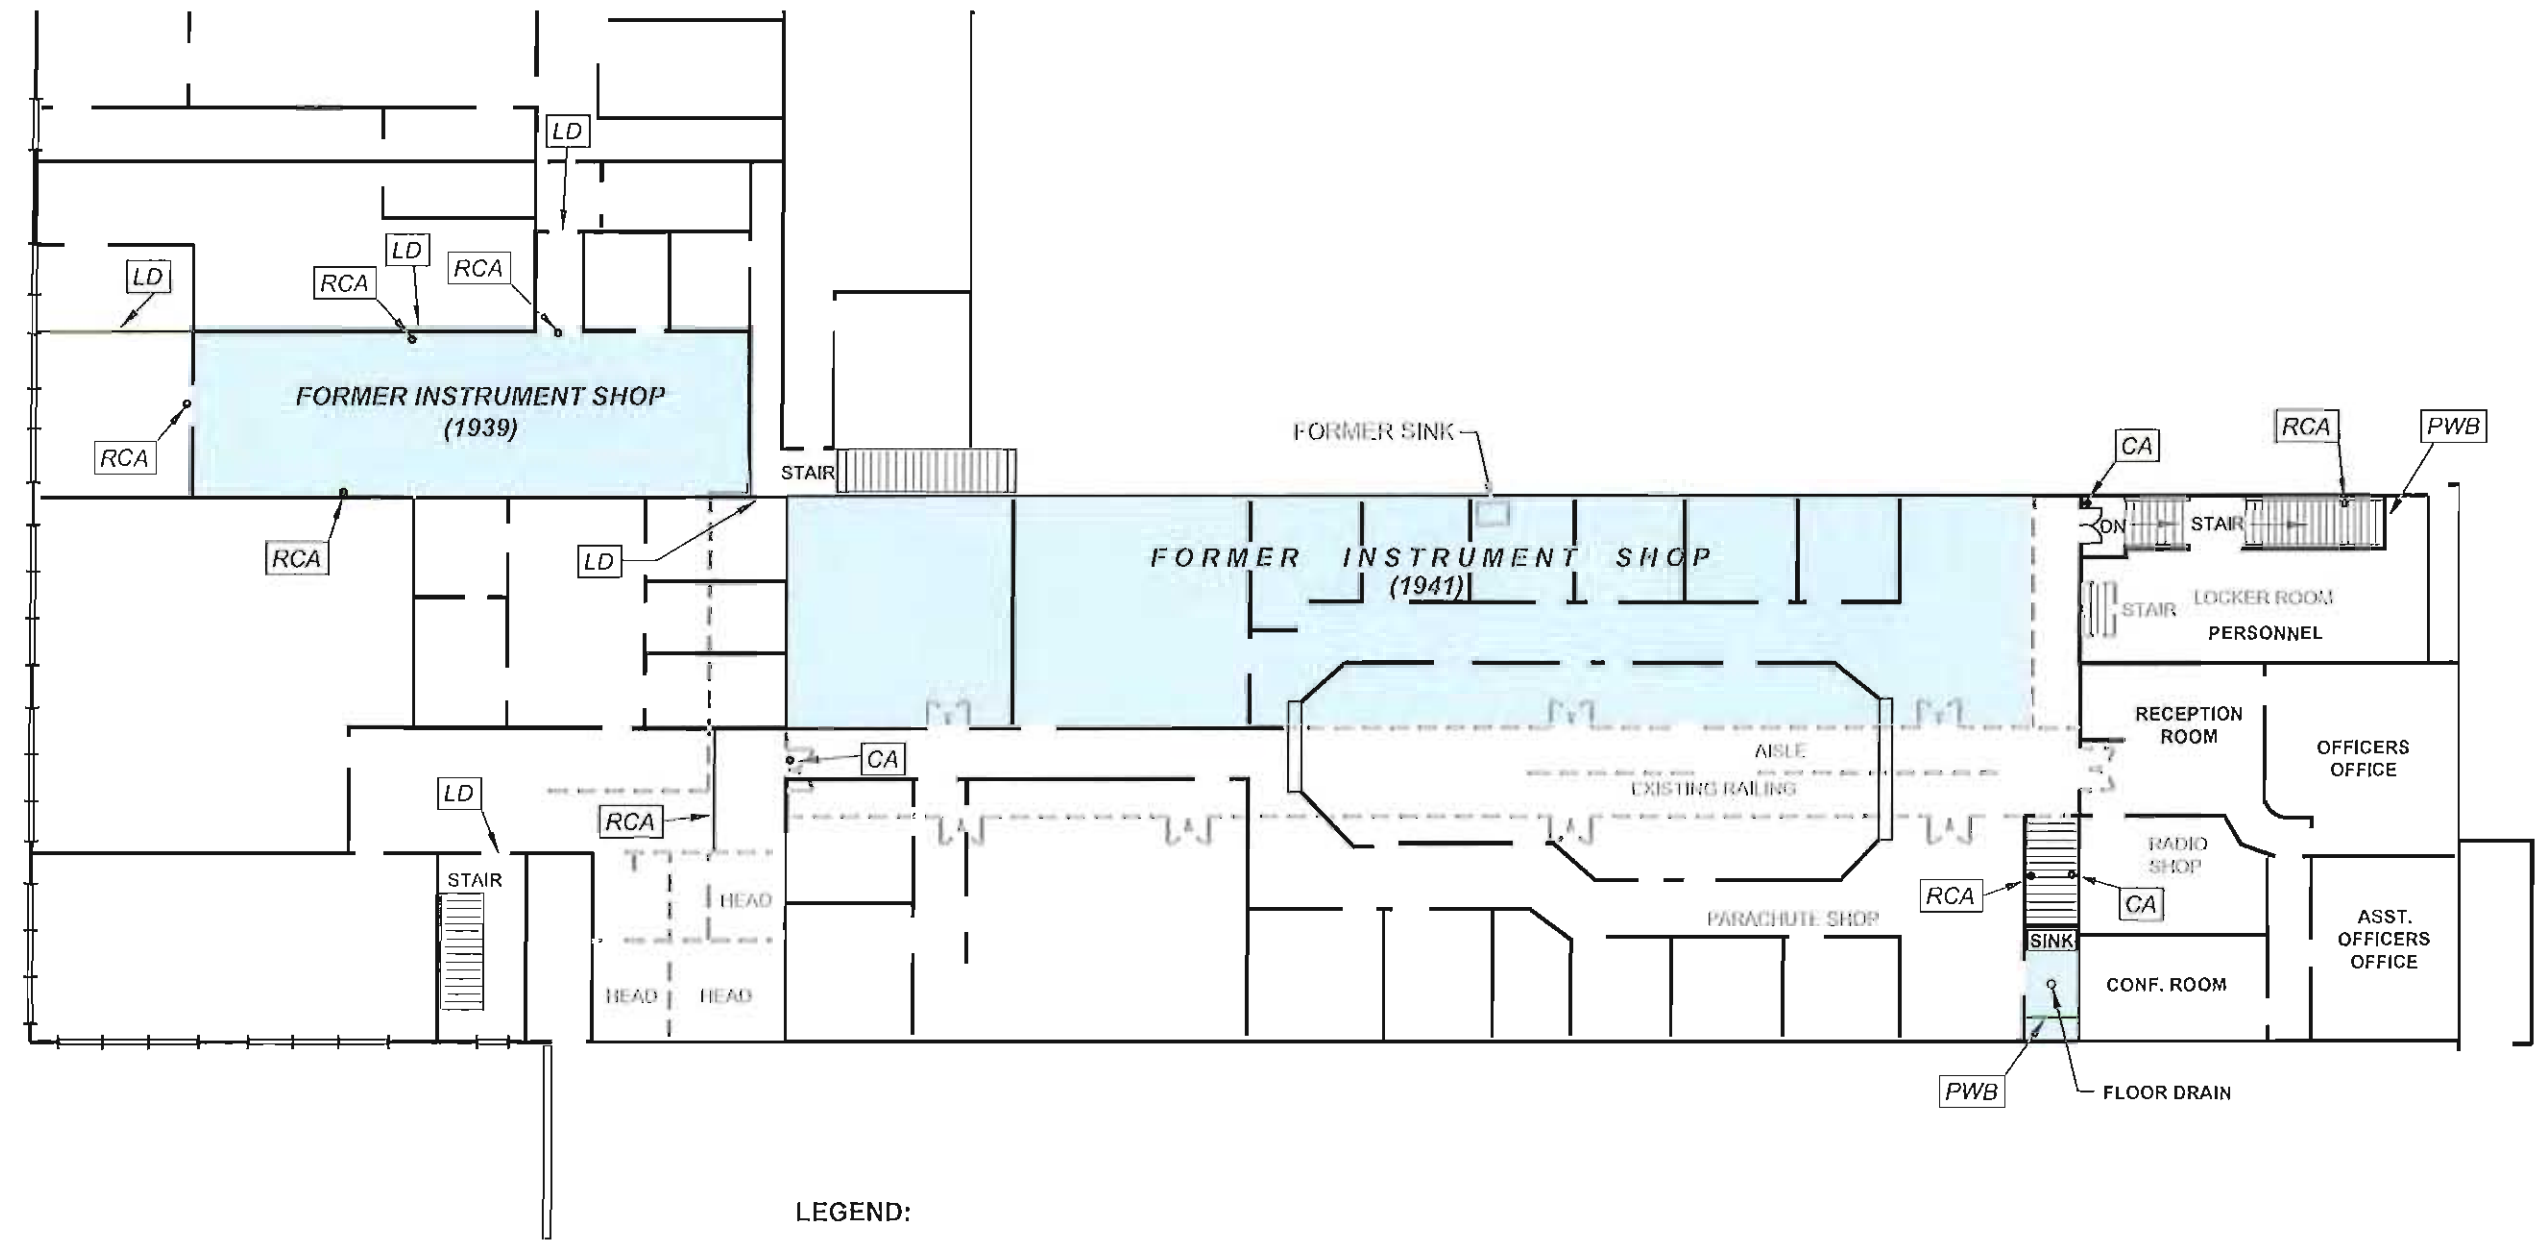 LD
LD
RCA
LD
RCA
FORMER INSTRUMENT SHOP
(1939)
RCA
STAIR
FORMER SINK
CA
RCA
PWB
DN
STAIR
RCA
LD
FORMER INSTRUMENT SHOP
(1941)
STAIR
LOCKER ROOM
PERSONNEL
RECEPTION
ROOM
OFFICERS
OFFICE
CA
AISLE
EXISTING RAILING
LD
RCA
STAIR
HEAD
RADIO
SHOP
RCA
CA
PARACHUTE SHOP
ASST.
OFFICERS
OFFICE
SINK
HEAD
HEAD
CONF. ROOM
PWB
FLOOR DRAIN
LEGEND: